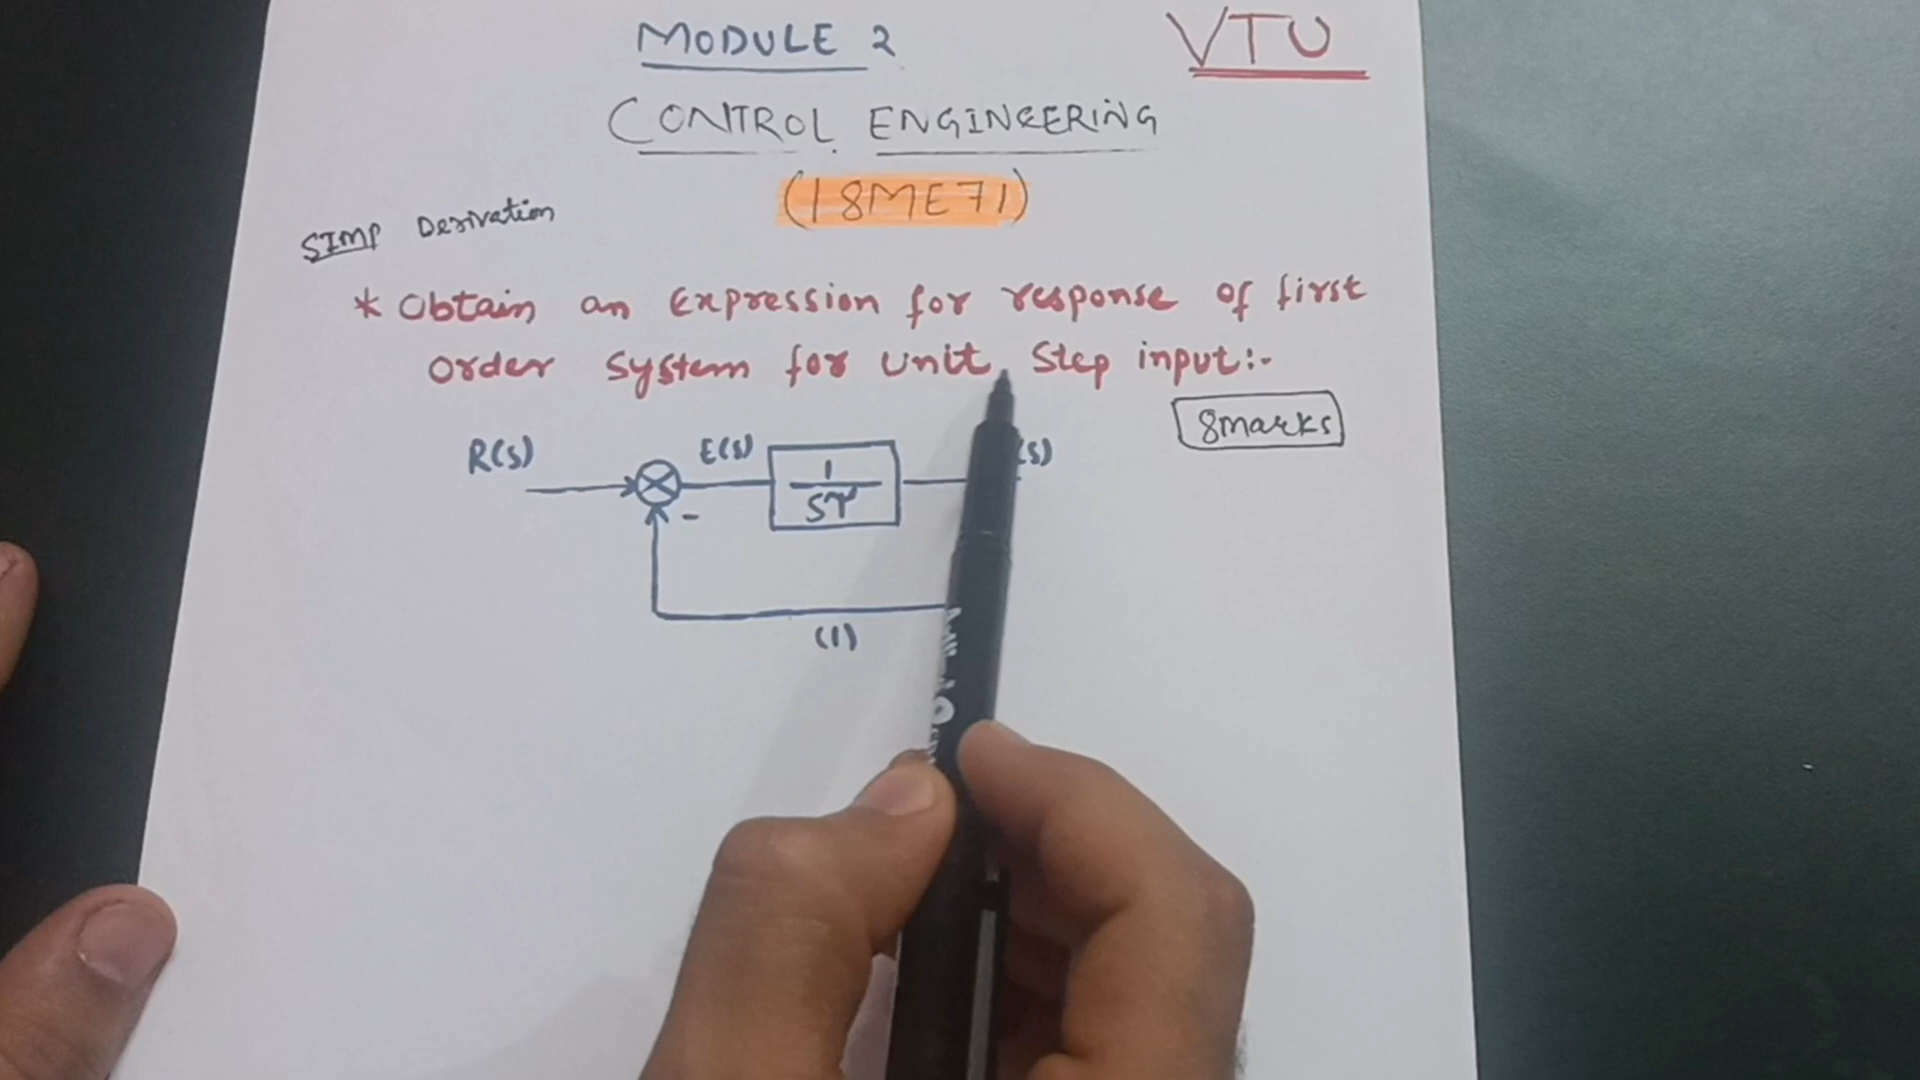 MODULE 2
VTU
CONTROL ENGINEERING
(18ME71)
SIMP Derivation
* Obtain an Expression for response of first
order system for unit step input:-
8marks
R(s)
E(s)
(s)
1
sτ
-
(1)